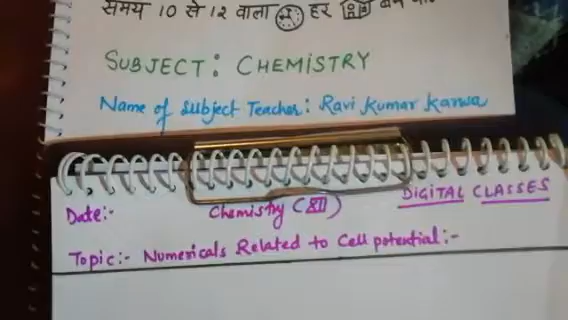 समय 10 से 12 वाला हर
SUBJECT: CHEMISTRY
Name of Subject Teacher: Ravi Kumar Karwa
DIGITAL CLASSES
Date:- Chemistry (XII)
Topic:- Numericals Related to Cell potential:-